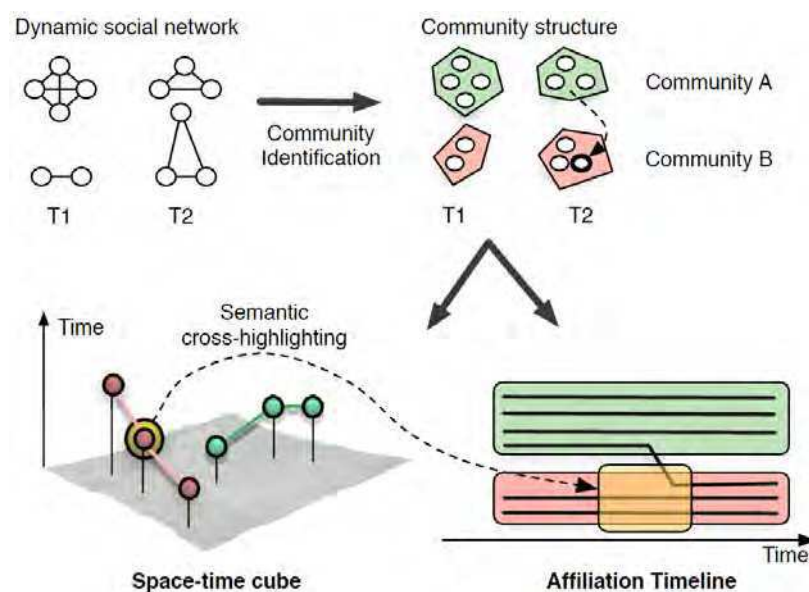 Dynamic social network
Community structure
Community A
Community
Identification
Community B
T1
T2
T1
T2
Semantic
cross-highlighting
Time
Time
Space-time cube
Affiliation Timeline